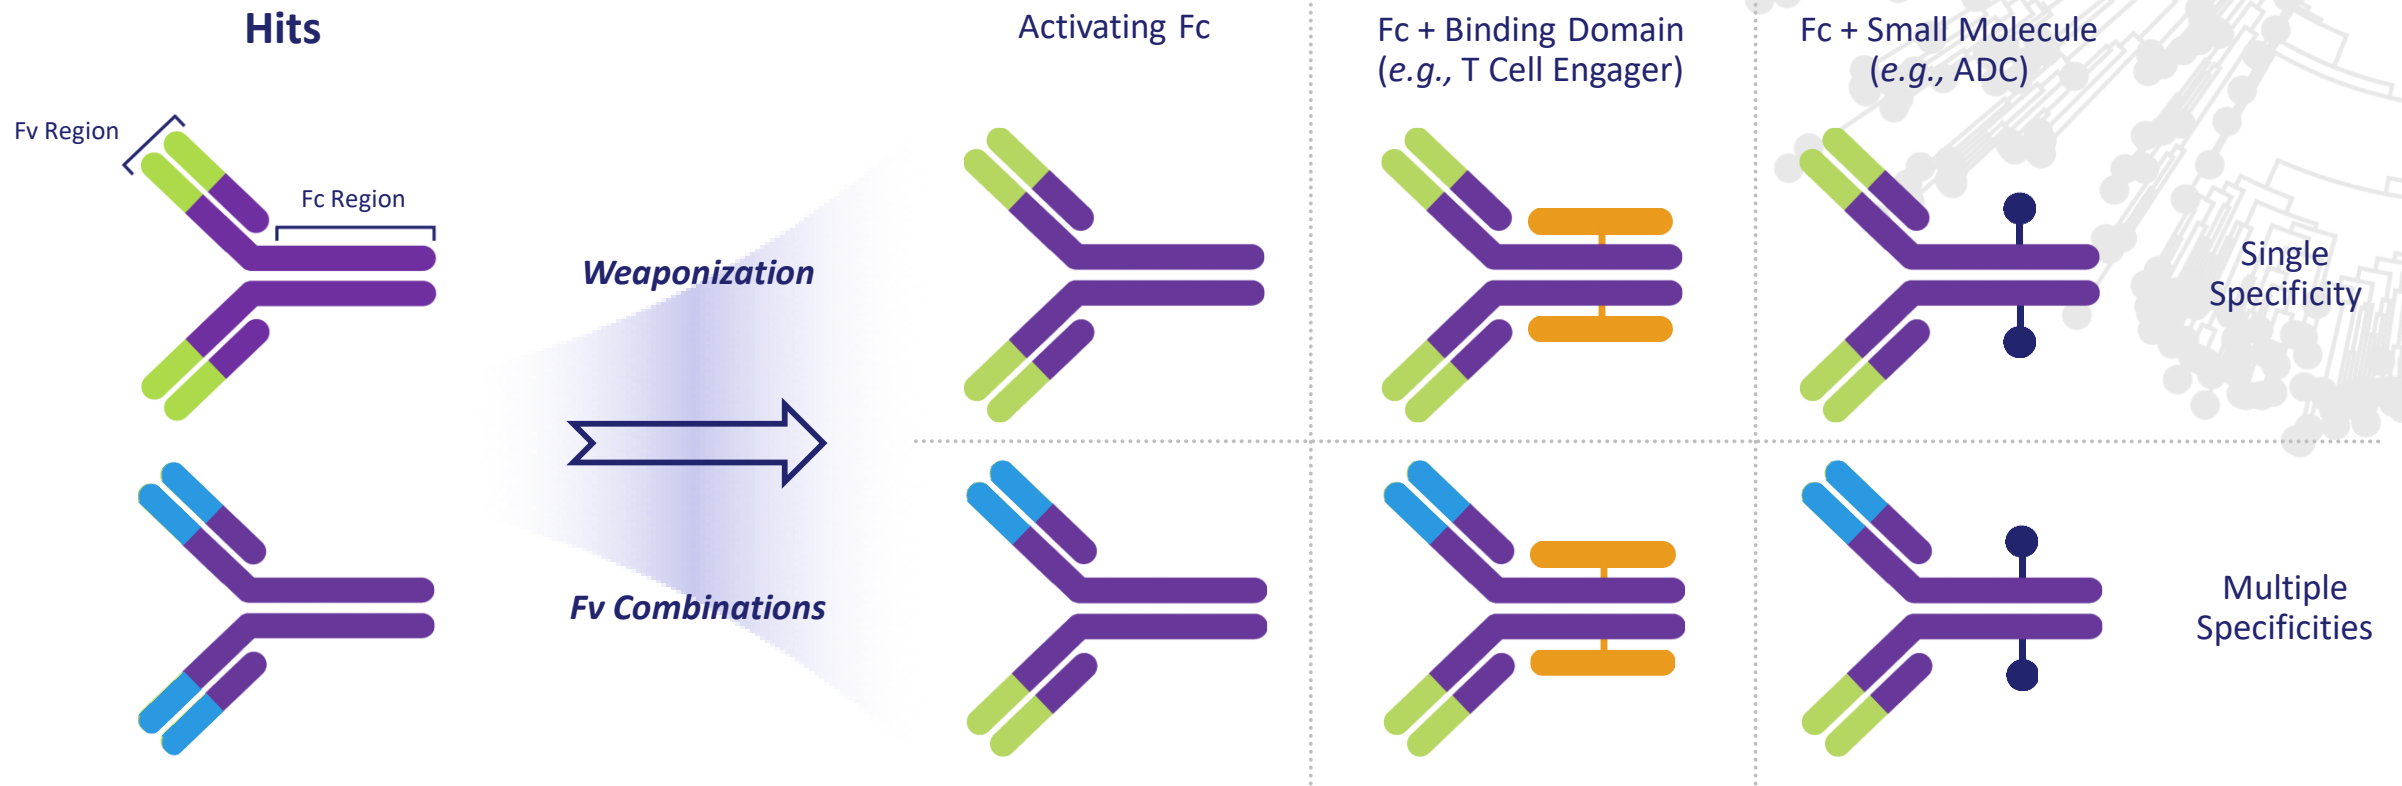 Hits
Fv Region
Fc Region
Weaponization
Fv Combinations
Activating Fc
Fc + Binding Domain
(e.g., T Cell Engager)
Fc + Small Molecule
(e.g., ADC)
Single
Specificity
Multiple
Specificities